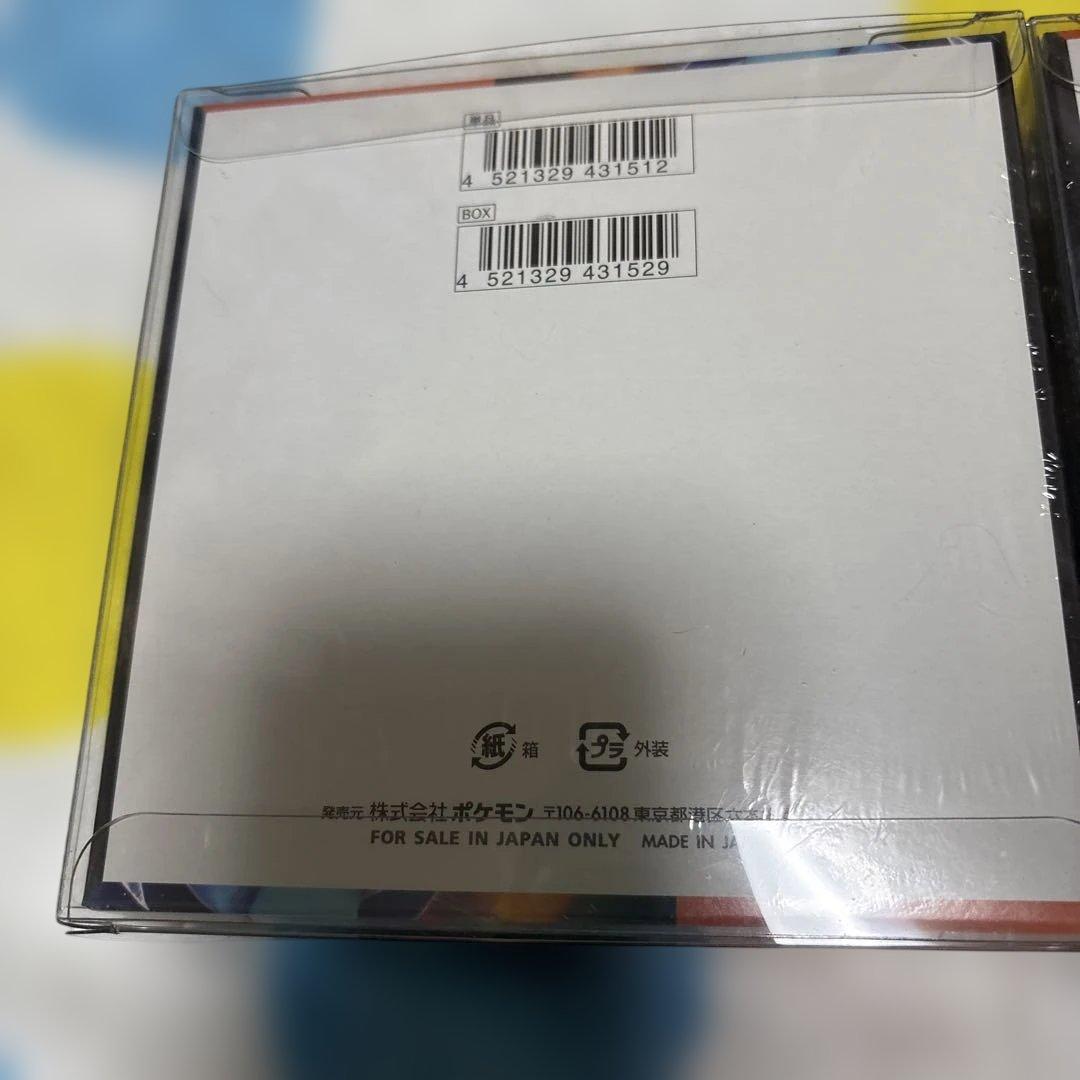 単品
4 521329 431512
BOX
4 521329 431529
紙 箱 プラ 外装
発売元 株式会社 ポケモン 〒106-6108 東京都港区六本
FOR SALE IN JAPAN ONLY MADE IN